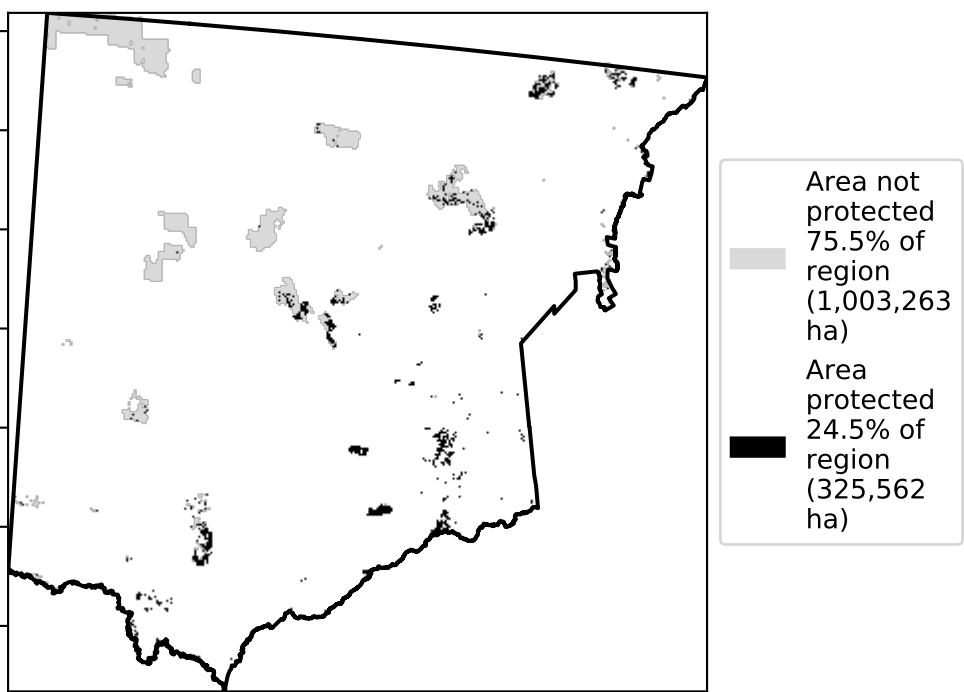 Area not
protected
75.5% of
region
(1,003,263
ha)
Area
protected
24.5% of
region
(325,562
ha)